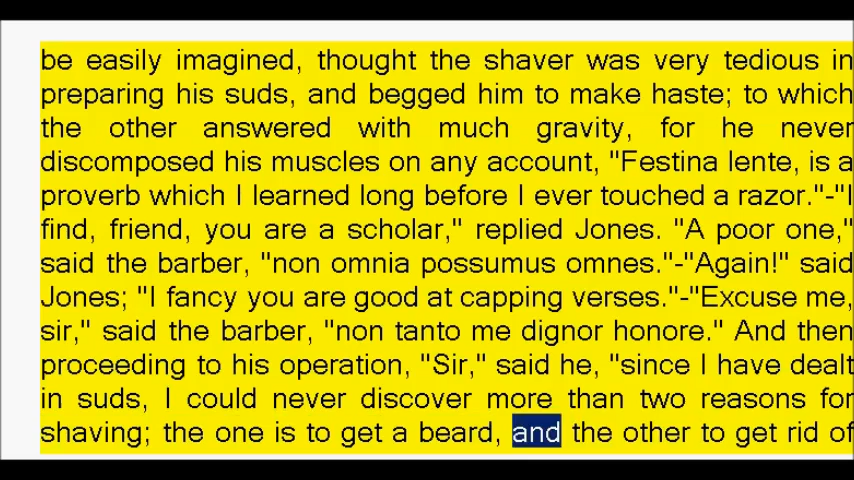 be easily imagined, thought the shaver was very tedious in
preparing his suds, and begged him to make haste; to which
the other answered with much gravity, for he never
discomposed his muscles on any account, "Festina lente, is a
proverb which I learned long before I ever touched a razor."-"I
find, friend, you are a scholar," replied Jones. "A poor one,"
said the barber, "non omnia possumus omnes."-"Again!" said
Jones; "I fancy you are good at capping verses."-"Excuse me,
sir," said the barber, "non tanto me dignor honore." And then
proceeding to his operation, "Sir," said he, "since I have dealt
in suds, I could never discover more than two reasons for
shaving; the one is to get a beard, and the other to get rid of